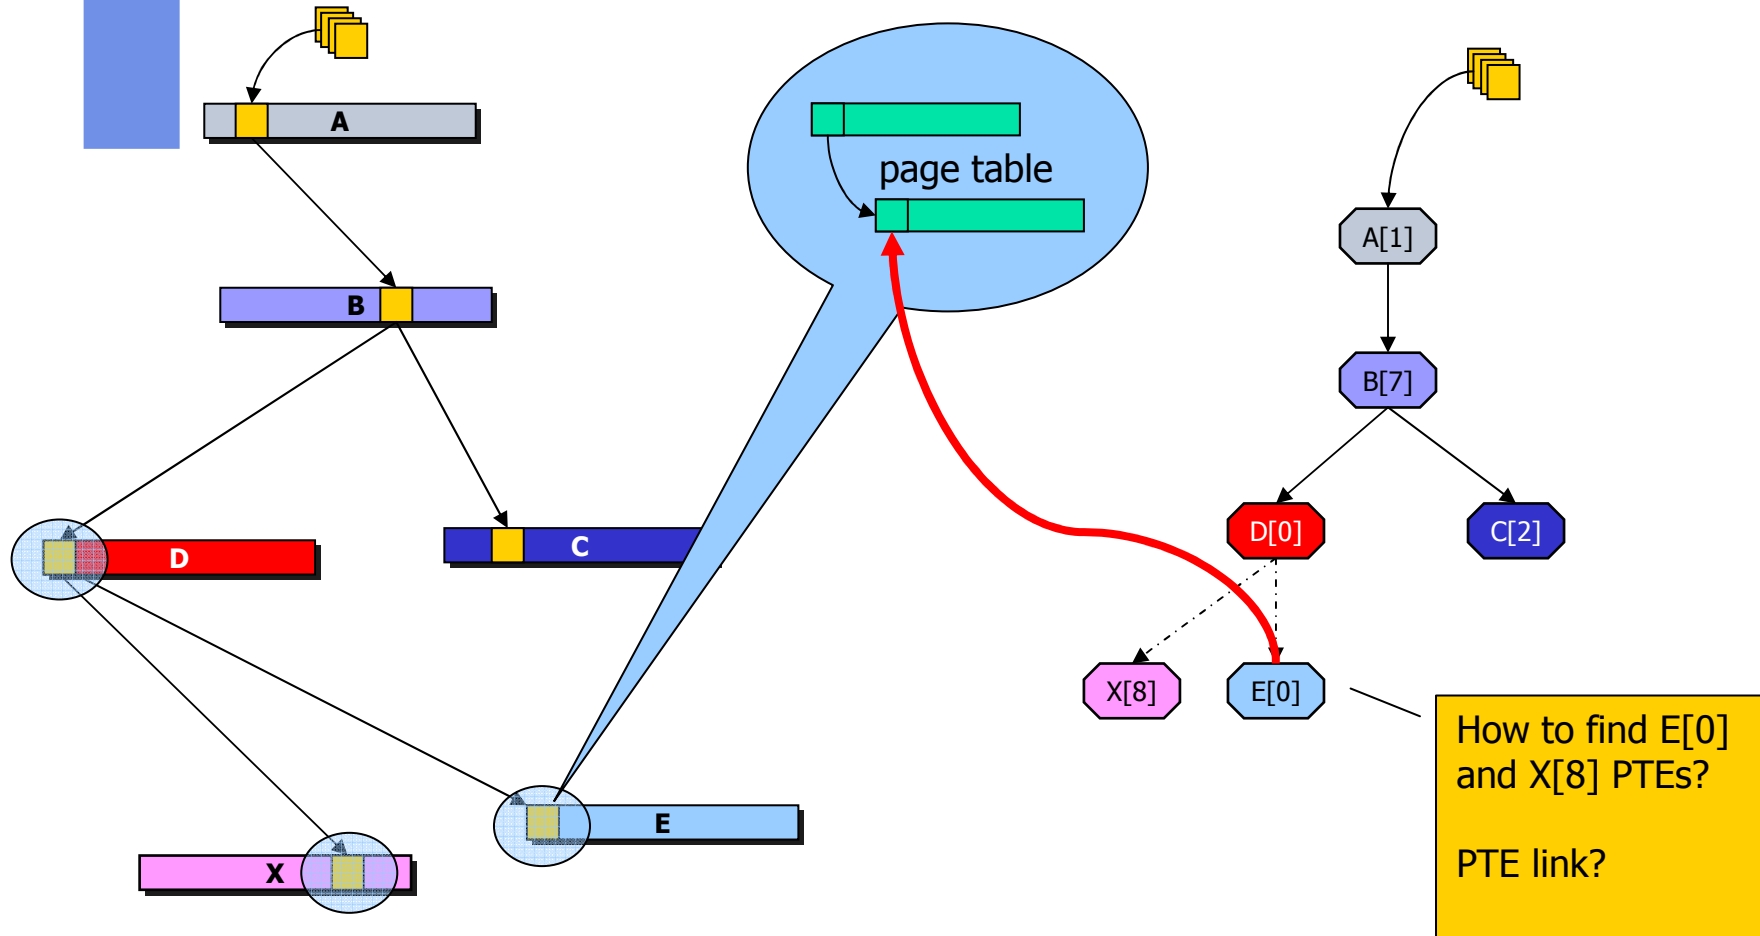 A
page table
A[1]
B
B[7]
D[0]
C[2]
D
C
X[8]
E[0]
How to find E[0]
and X[8] PTEs?
PTE link?
E
X